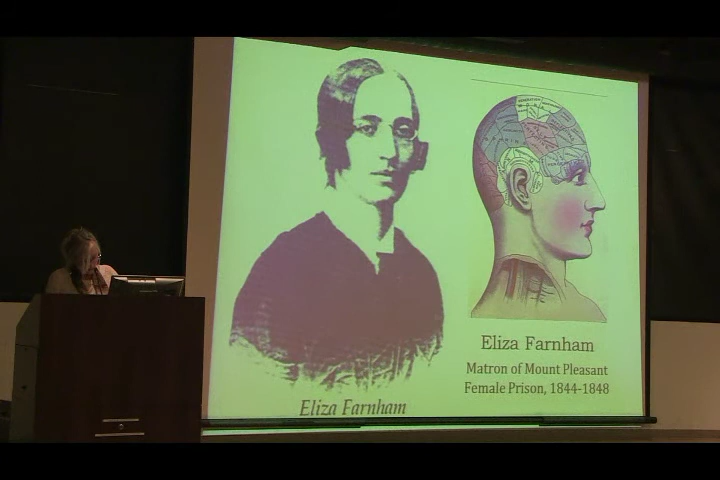 Eliza Farnham
Eliza Farnham
Matron of Mount Pleasant
Female Prison, 1844-1848